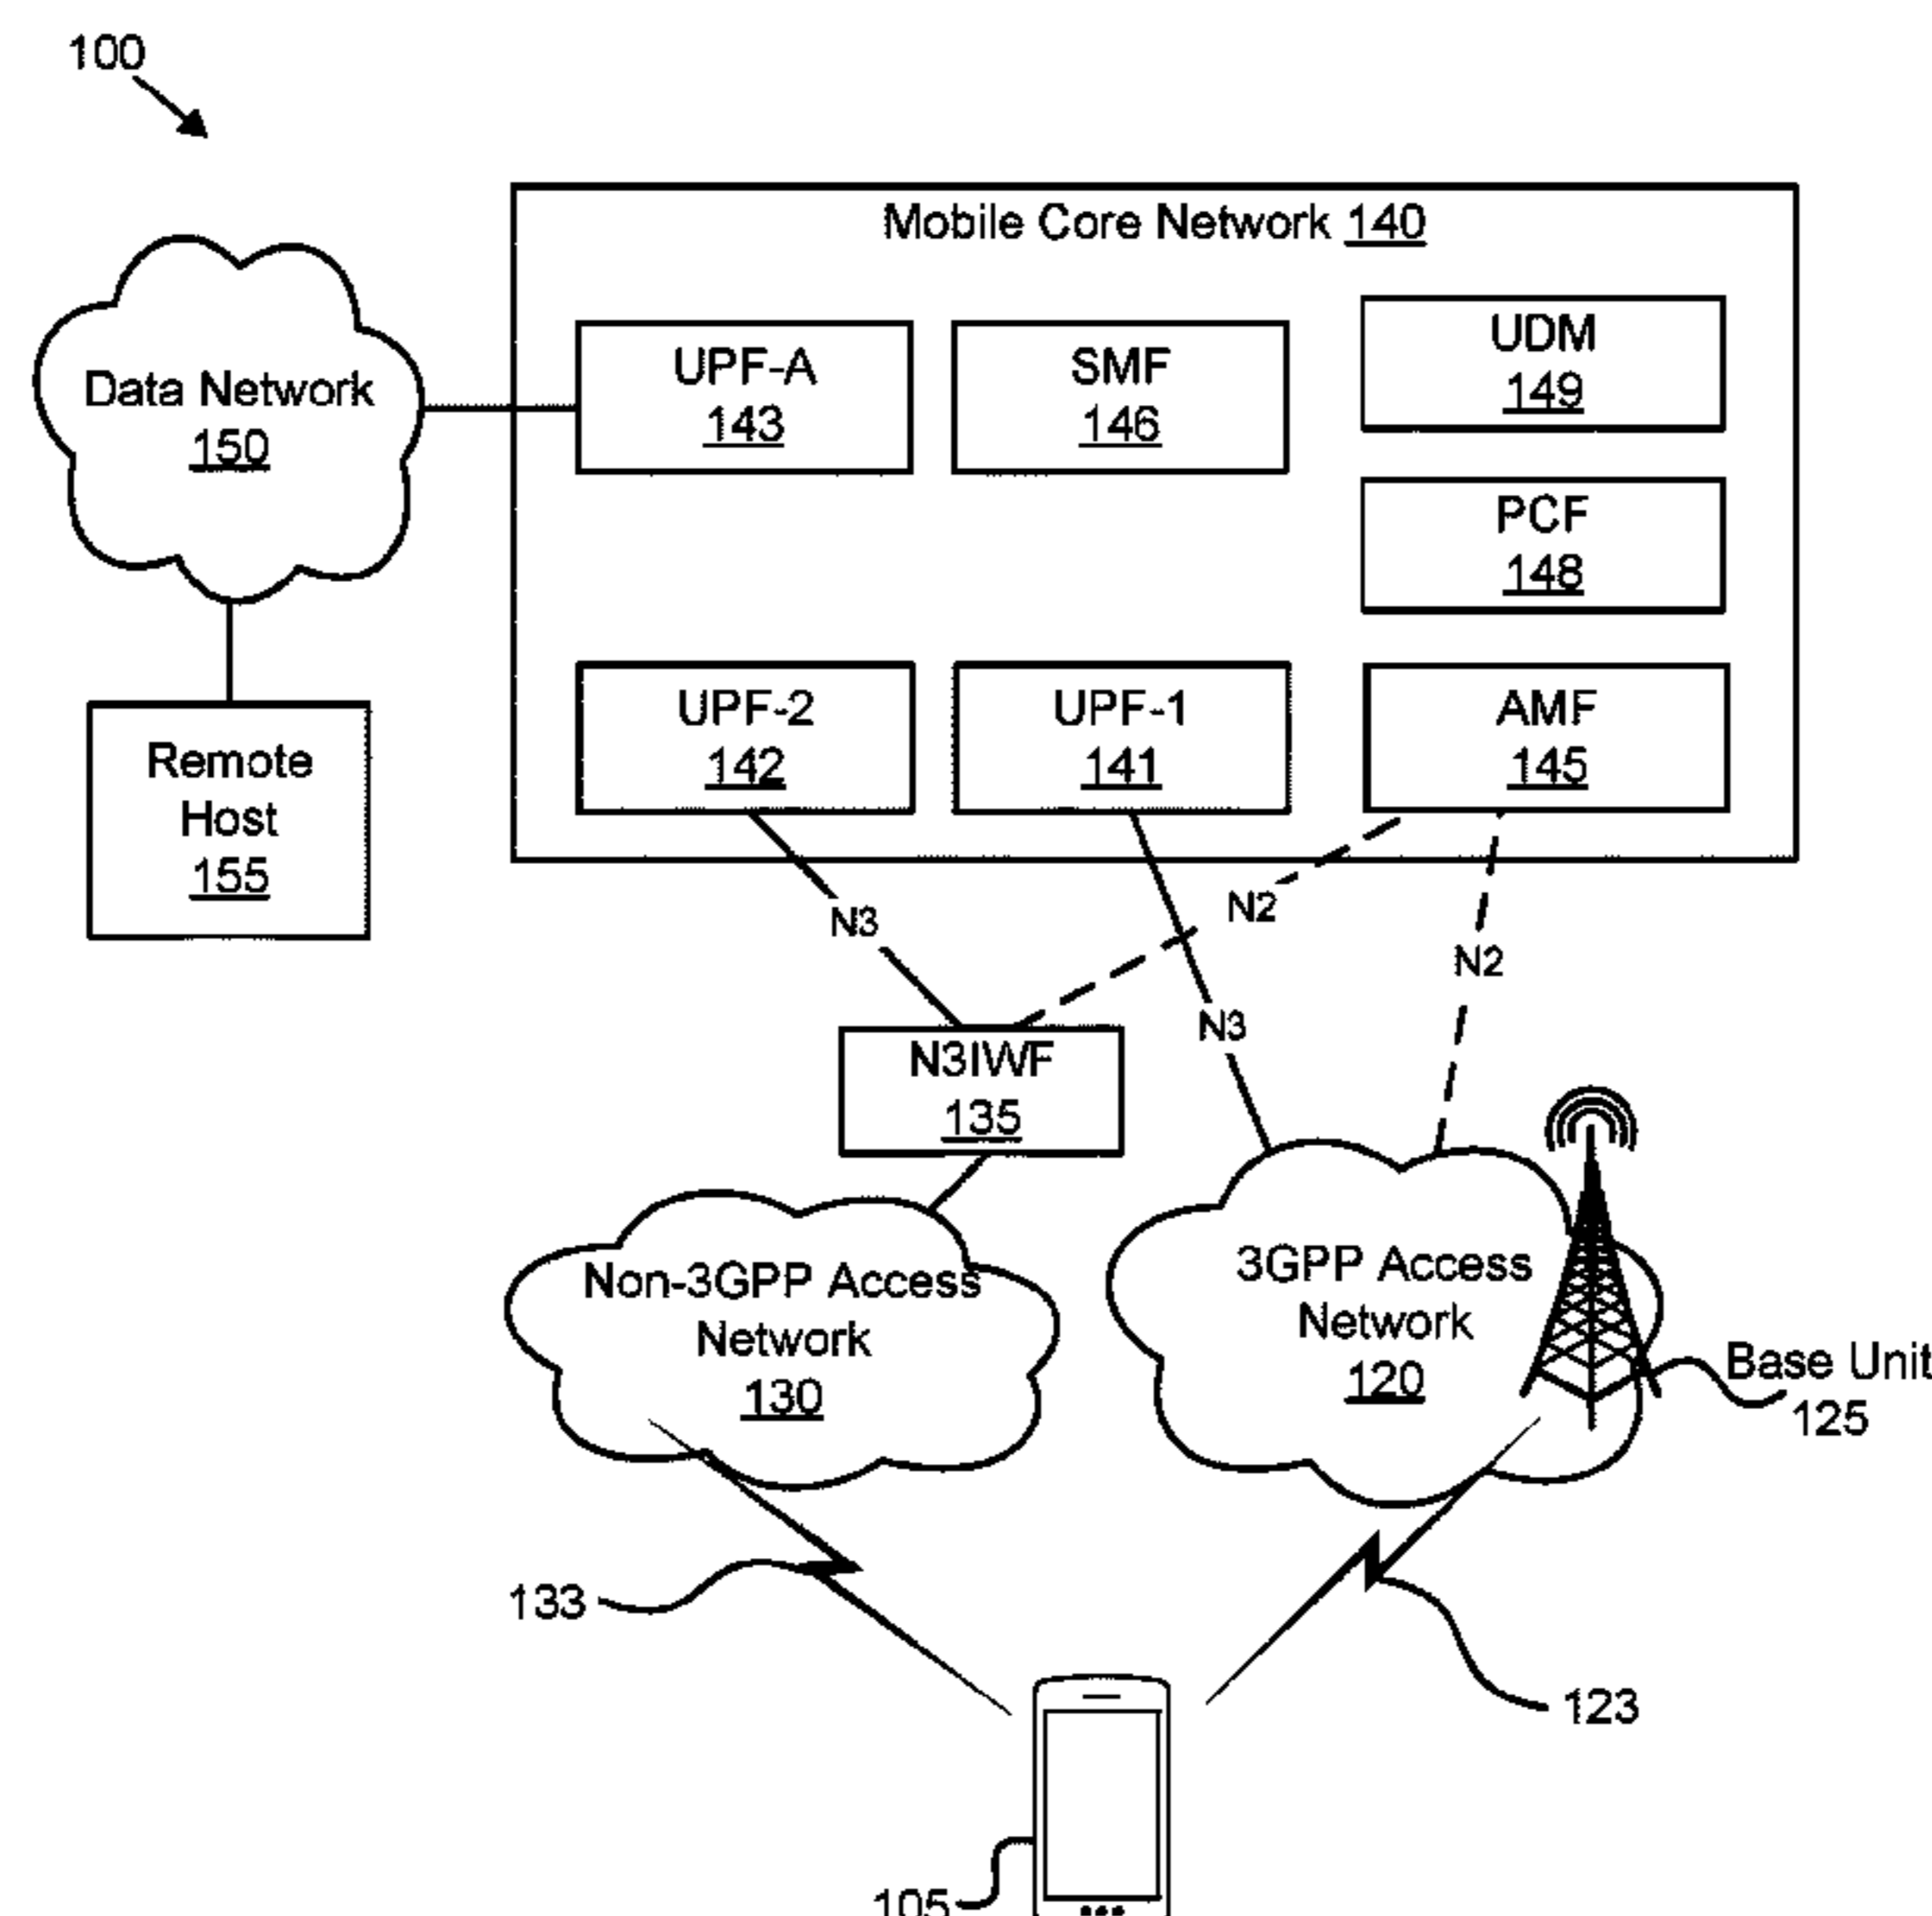 100
Mobile Core Network 140
Data Network
150
UPF-A
143
SMF
146
UDM
149
PCF
148
UPF-2
142
UPF-1
141
AMF
145
Remote
Host
155
N3
N2
N2
N3
N3IWF
135
Non-3GPP Access
Network
130
3GPP Access
Network
120
Base Unit
125
133
123
105